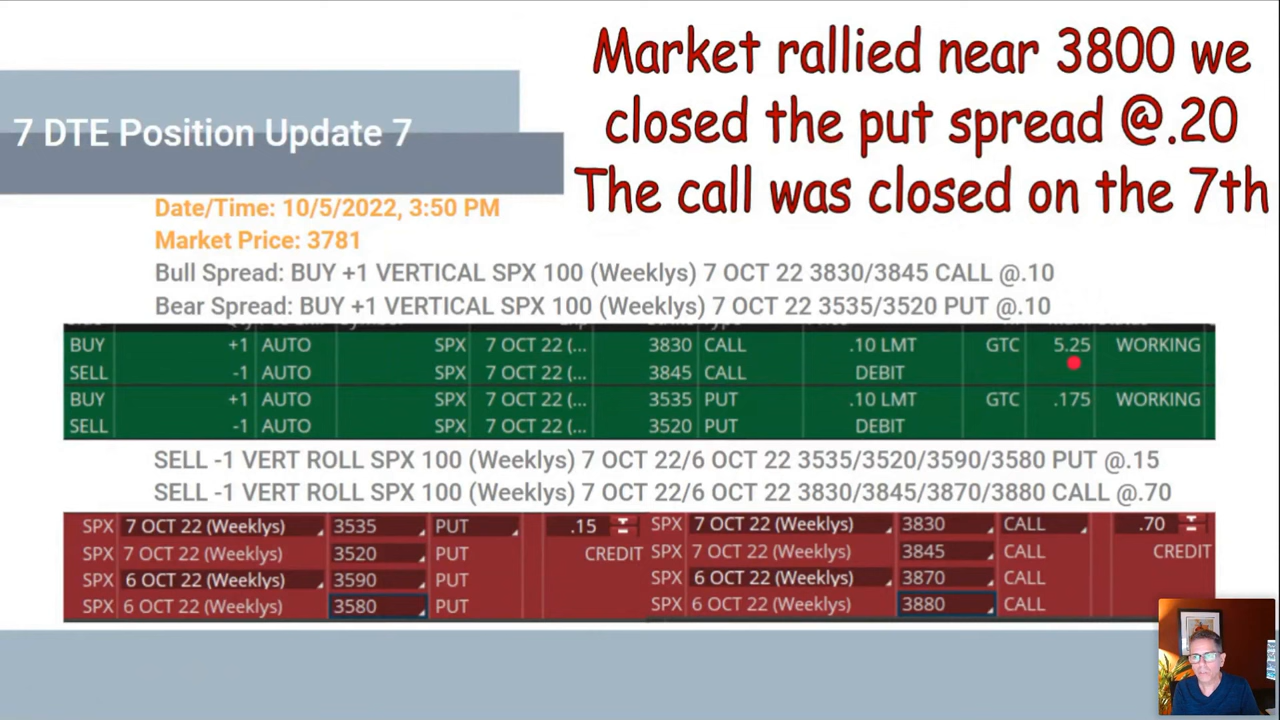 Market rallied near 3800 we
closed the put spread @.20
The call was closed on the 7th
7 DTE Position Update 7
Date/Time: 10/5/2022, 3:50 PM
Market Price: 3781
Bull Spread: BUY +1 VERTICAL SPX 100 (Weeklys) 7 OCT 22 3830/3845 CALL @.10
Bear Spread: BUY +1 VERTICAL SPX 100 (Weeklys) 7 OCT 22 3535/3520 PUT @.10
BUY +1 AUTO SPX 7 OCT 22 (... 3830 CALL .10 LMT GTC 5.25 WORKING
SELL -1 AUTO SPX 7 OCT 22 (... 3845 CALL DEBIT
BUY +1 AUTO SPX 7 OCT 22 (... 3535 PUT .10 LMT GTC .175 WORKING
SELL -1 AUTO SPX 7 OCT 22 (... 3520 PUT DEBIT
SELL -1 VERT ROLL SPX 100 (Weeklys) 7 OCT 22/6 OCT 22 3535/3520/3590/3580 PUT @.15
SELL -1 VERT ROLL SPX 100 (Weeklys) 7 OCT 22/6 OCT 22 3830/3845/3870/3880 CALL @.70
SPX 7 OCT 22 (Weeklys) 3535 PUT .15 SPX 7 OCT 22 (Weeklys) 3830 CALL .70
SPX 7 OCT 22 (Weeklys) 3520 PUT CREDIT SPX 7 OCT 22 (Weeklys) 3845 CALL CREDIT
SPX 6 OCT 22 (Weeklys) 3590 PUT SPX 6 OCT 22 (Weeklys) 3870 CALL
SPX 6 OCT 22 (Weeklys) 3580 PUT SPX 6 OCT 22 (Weeklys) 3880 CALL